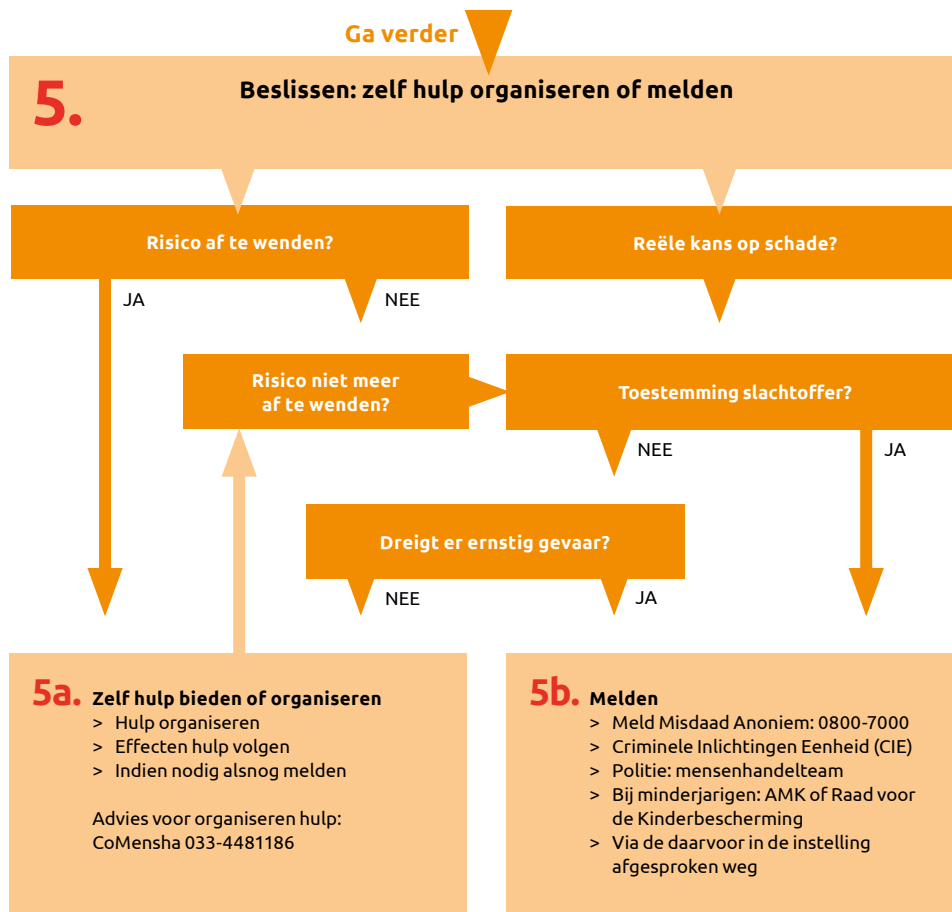 Ga verder
5.
Beslissen: zelf hulp organiseren of melden
Risico af te wenden?
Reële kans op schade?
JA
NEE
Risico niet meer
af te wenden?
Toestemming slachtoffer?
NEE
JA
Dreigt er ernstig gevaar?
NEE
JA
5a. Zelf hulp bieden of organiseren
> Hulp organiseren
> Effecten hulp volgen
> Indien nodig alsnog melden
Advies voor organiseren hulp:
CoMensha 033-4481186
5b. Melden
> Meld Misdaad Anoniem: 0800-7000
> Criminele Inlichtingen Eenheid (CIE)
> Politie: mensenhandelteam
> Bij minderjarigen: AMK of Raad voor
de Kinderbescherming
> Via de daarvoor in de instelling
afgesproken weg